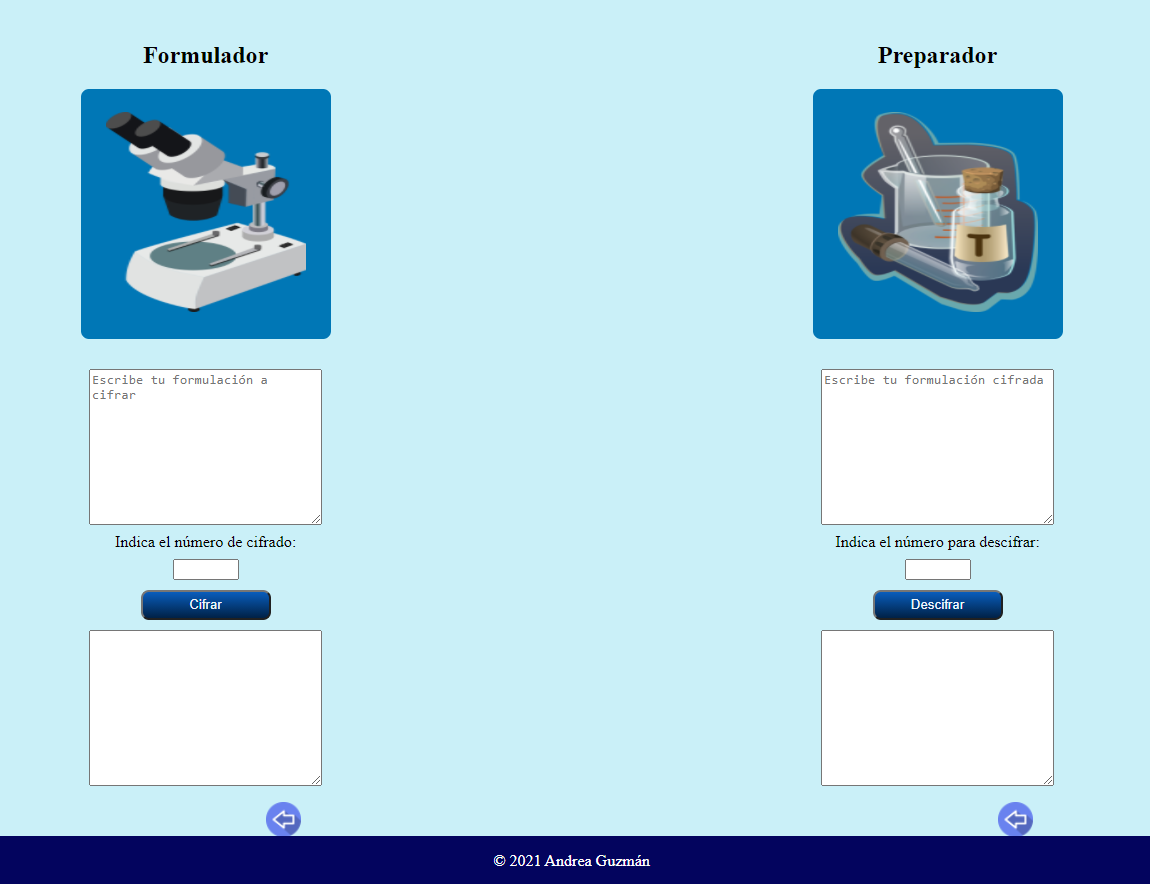 Formulador
Escribe tu formulación a
cifrar
Indica el número de cifrado:
Cifrar
Preparador
T
Escribe tu formulación cifrada
Indica el número para descifrar:
Descifrar
© 2021 Andrea Guzmán